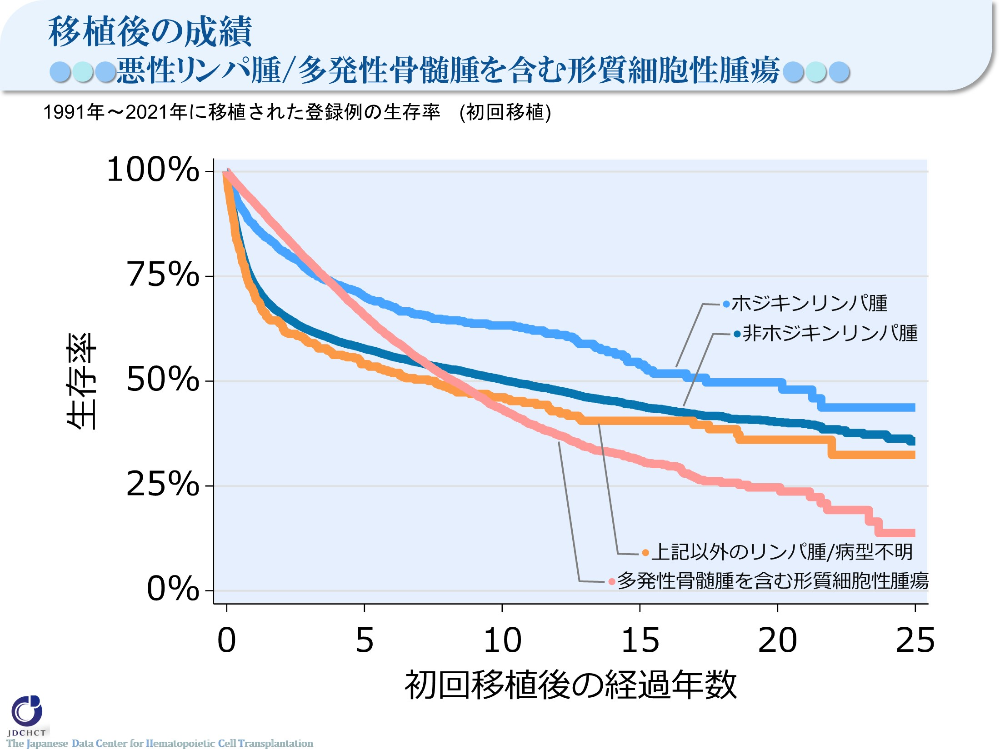 移植後の成績
悪性リンパ腫/多発性骨髄腫を含む形質細胞性腫瘍
1991年～2021年に移植された登録例の生存率　(初回移植)
100%
75%
50%
25%
0%
生存率
ホジキンリンパ腫
非ホジキンリンパ腫
上記以外のリンパ腫/病型不明
多発性骨髄腫を含む形質細胞性腫瘍
0 5 10 15 20 25
初回移植後の経過年数
JDCHCT
The Japanese Data Center for Hematopoietic Cell Transplantation